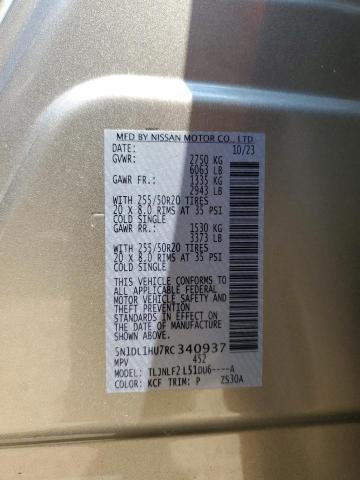 MFD BY NISSAN MOTOR CO., LTD.
DATE: 10/23
GVWR: 2750 KG
6063 LB
GAWR FR.: 1335 KG
2943 LB
WITH 255/50R20 TIRES
20 X 8.0 RIMS AT 35 PSI
COLD SINGLE
GAWR RR.: 1530 KG
3373 LB
WITH 255/50R20 TIRES
20 X 8.0 RIMS AT 35 PSI
COLD SINGLE
THIS VEHICLE CONFORMS TO
ALL APPLICABLE FEDERAL
MOTOR VEHICLE SAFETY AND
THEFT PREVENTION
STANDARDS IN EFFECT ON
THE DATE OF MANUFACTURE
SHOWN ABOVE.
5N1DL1HU7RC340937
MPV 452
MODEL: TLJNLF2 L51DU6----A
COLOR: KCF TRIM: P ZS30A